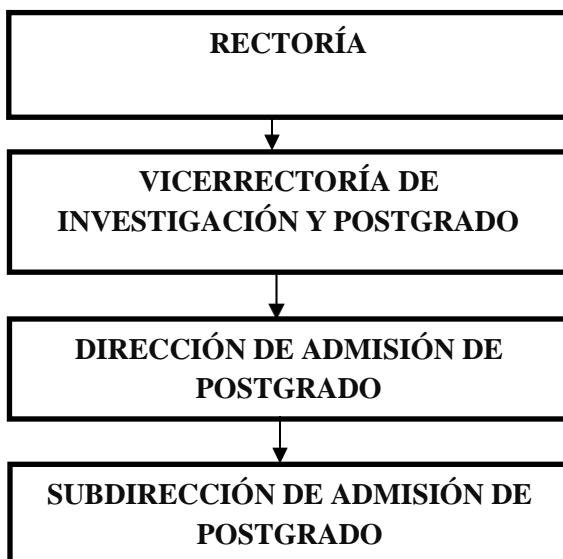 RECTORÍA
VICERRECTORÍA DE
INVESTIGACIÓN Y POSTGRADO
DIRECCIÓN DE ADMISIÓN DE
POSTGRADO
SUBDIRECCIÓN DE ADMISIÓN DE
POSTGRADO